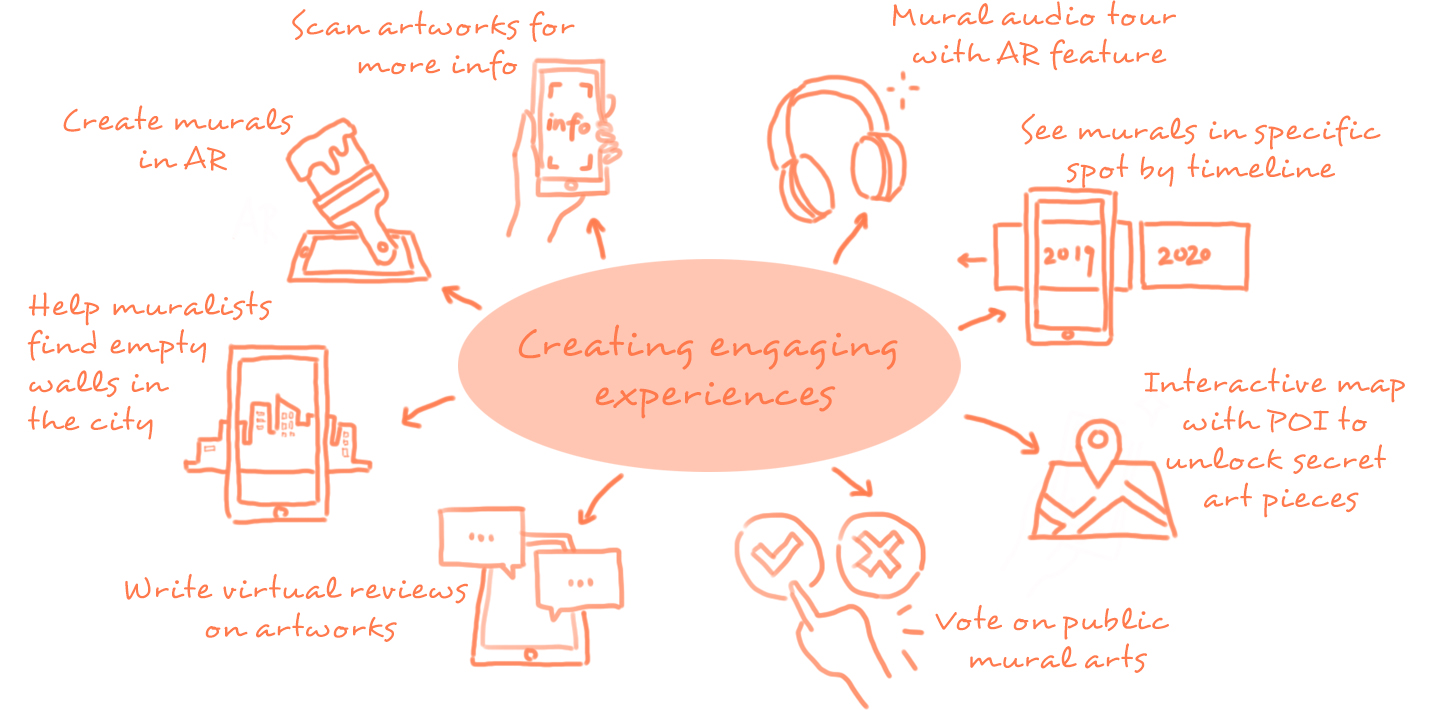 Scan artworks for
more info
info
Mural audio tour
with AR feature
Create murals
in AR
See murals in specific
spot by timeline
2019
2020
Help muralists
find empty
walls in
the city
Creating engaging
experiences
Interactive map
with POI to
unlock secret
art pieces
Write virtual reviews
on artworks
Vote on public
mural arts